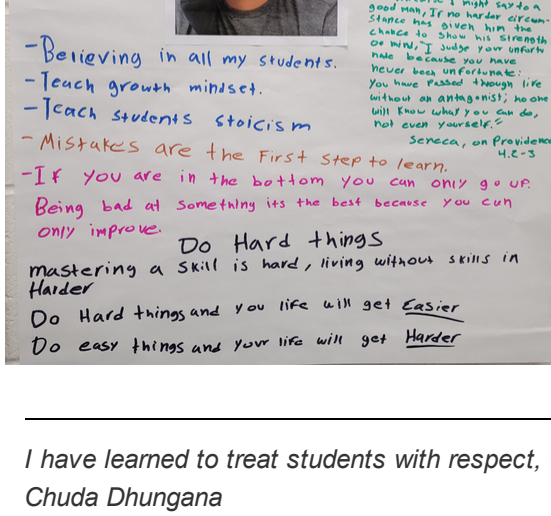 I might say to a
good man, If no harder circum-
stance has given him the
chance to show his strength
of mind, "I judge your unfortu
nate because you have
never been unfortunate:
you have passed through life
without an antagonist; no one
will know what you can do,
not even yourself."
Seneca, on Providence
4.2-3
-Believing in all my students.
-Teach growth mindset.
-Teach students stoicism
- Mistakes are the First step to learn.
-If you are in the bottom you can only go up.
Being bad at something its the best because you can
only improve.
Do Hard things
mastering a skill is hard, living without skills in
Harder
Do Hard things and you life will get Easier
Do easy things and your life will get Harder
I have learned to treat students with respect,
Chuda Dhungana